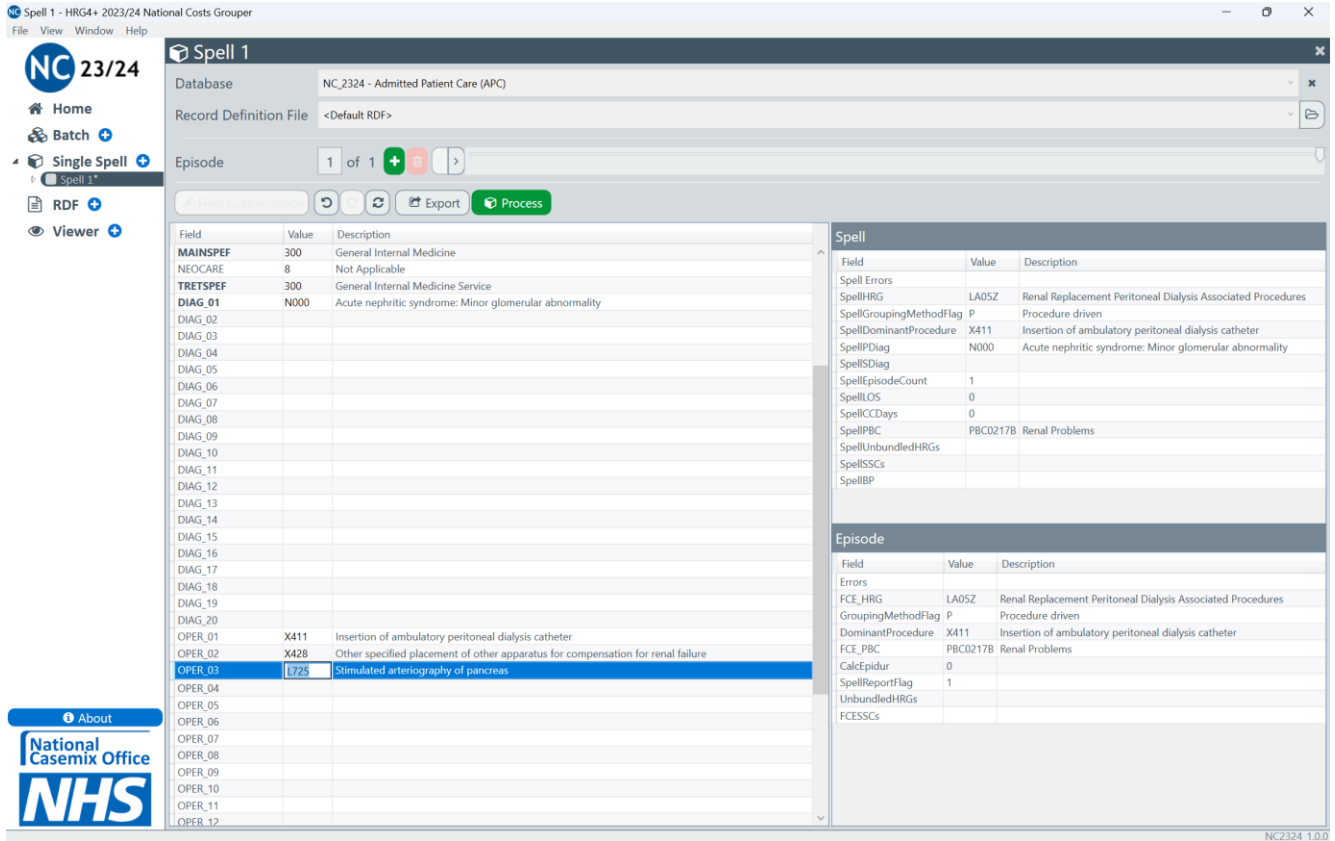 NC Spell 1 - HRG4+ 2023/24 National Costs Grouper
File View Window Help
NC 23/24
Home
Batch
Single Spell
Spell 1*
RDF
Viewer
About
National
Casemix Office
NHS
Spell 1
Database NC_2324 - Admitted Patient Care (APC)
Record Definition File <Default RDF>
Episode 1 of 1
Field Customisation Export Process
Field Value Description
MAINSPEF 300 General Internal Medicine
NEOCARE 8 Not Applicable
TRETSPEF 300 General Internal Medicine Service
DIAG_01 N000 Acute nephritic syndrome: Minor glomerular abnormality
DIAG_02
DIAG_03
DIAG_04
DIAG_05
DIAG_06
DIAG_07
DIAG_08
DIAG_09
DIAG_10
DIAG_11
DIAG_12
DIAG_13
DIAG_14
DIAG_15
DIAG_16
DIAG_17
DIAG_18
DIAG_19
DIAG_20
OPER_01 X411 Insertion of ambulatory peritoneal dialysis catheter
OPER_02 X428 Other specified placement of other apparatus for compensation for renal failure
OPER_03 L725 Stimulated arteriography of pancreas
OPER_04
OPER_05
OPER_06
OPER_07
OPER_08
OPER_09
OPER_10
OPER_11
OPER_12
Spell
Field Value Description
Spell Errors
SpellHRG LA05Z Renal Replacement Peritoneal Dialysis Associated Procedures
SpellGroupingMethodFlag P Procedure driven
SpellDominantProcedure X411 Insertion of ambulatory peritoneal dialysis catheter
SpellPDiag N000 Acute nephritic syndrome: Minor glomerular abnormality
SpellSDiag
SpellEpisodeCount 1
SpellLOS 0
SpellCCDays 0
SpellPBC PBC0217B Renal Problems
SpellUnbundledHRGs
SpellSSCs
SpellBP
Episode
Field Value Description
Errors
FCE_HRG LA05Z Renal Replacement Peritoneal Dialysis Associated Procedures
GroupingMethodFlag P Procedure driven
DominantProcedure X411 Insertion of ambulatory peritoneal dialysis catheter
FCE_PBC PBC0217B Renal Problems
CalcEpidur 0
SpellReportFlag 1
UnbundledHRGs
FCESSCs
NC2324 1.0.0